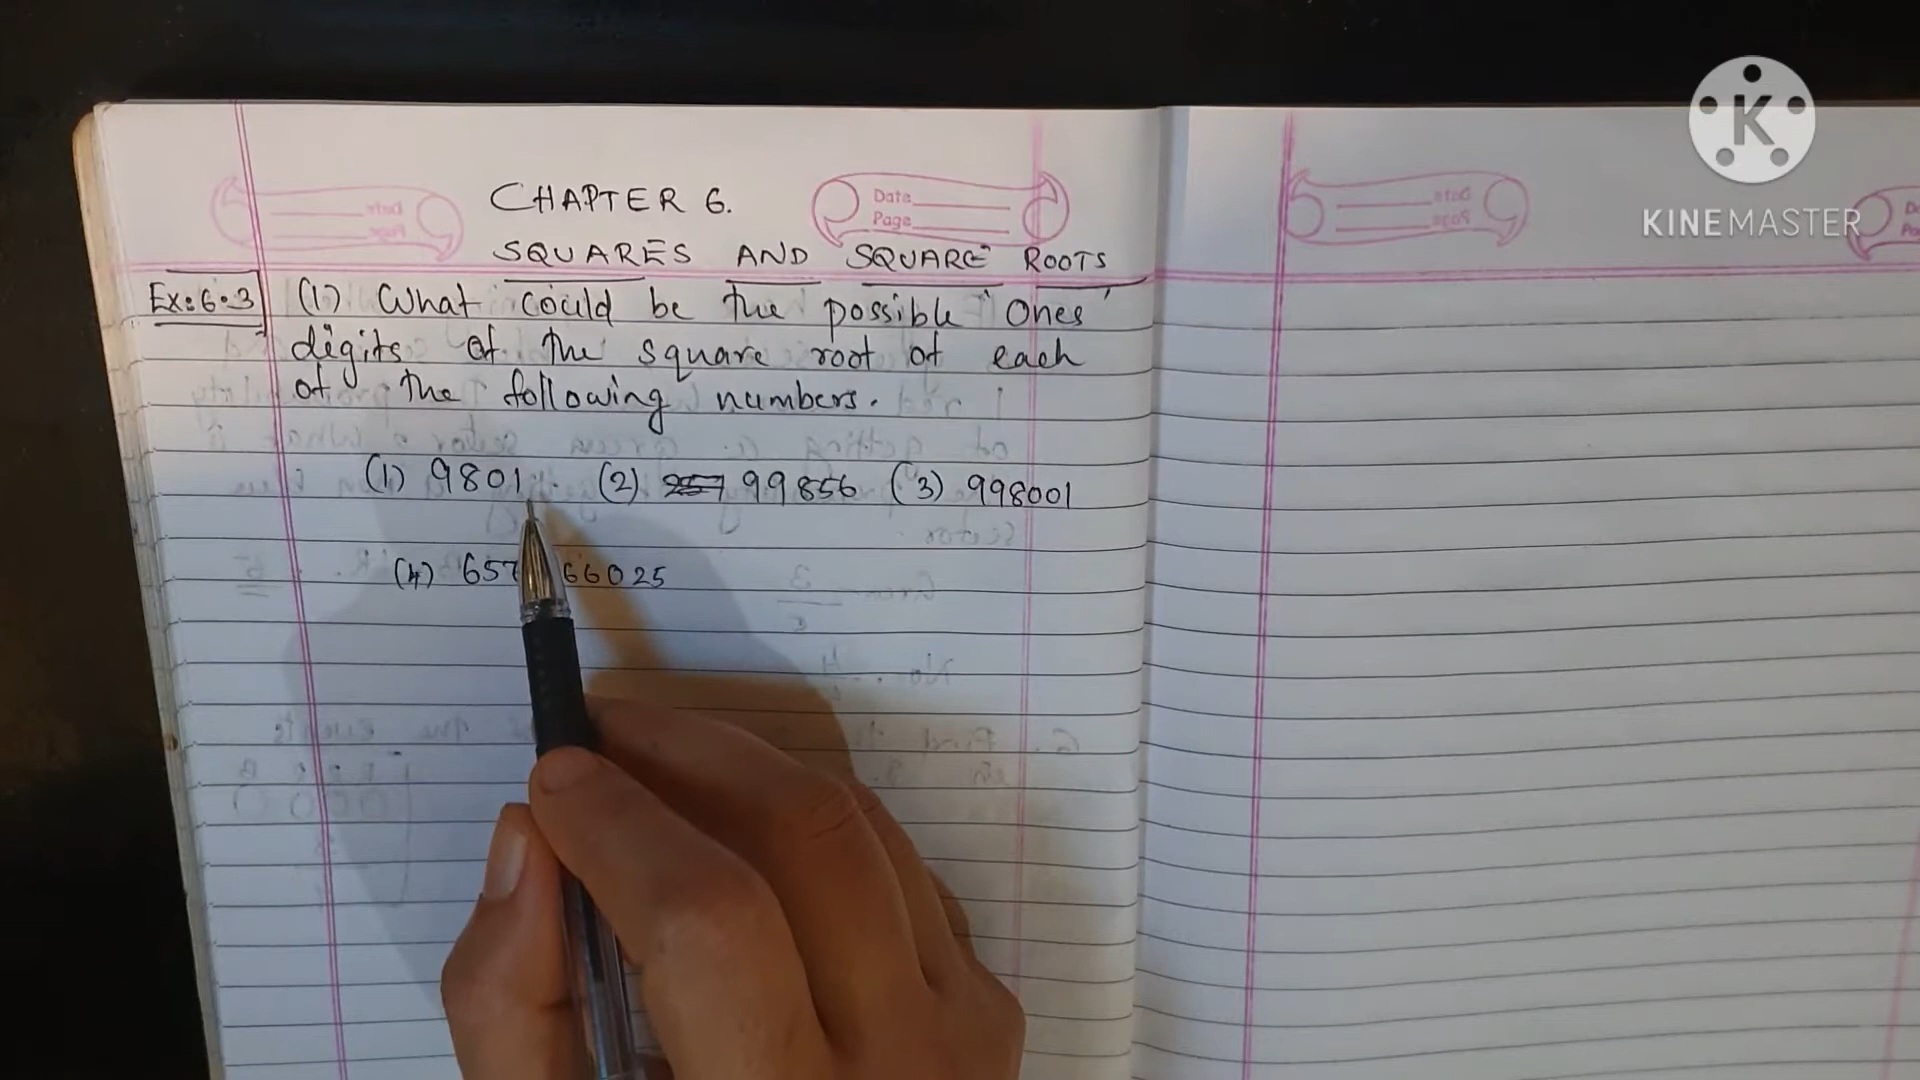 KINEMASTER
CHAPTER 6.
Date
Page
SQUARES AND SQUARE ROOTS
Ex: 6.3 (1) What could be the possible 'Ones'
digits of the square root of each
of the following numbers.
(1) 9801. (2) 99856 (3) 998001
(4) 66025